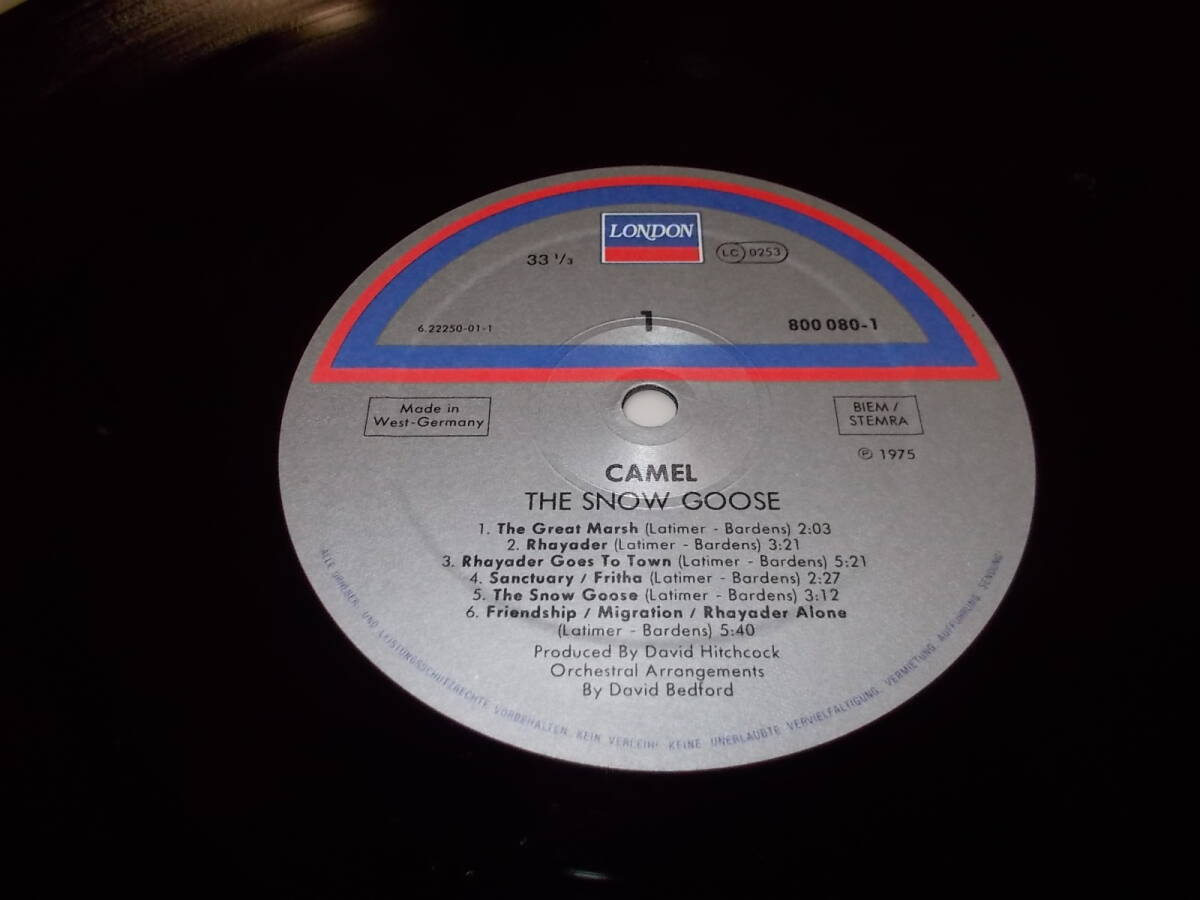 LONDON
33 1/3
LC 0253
1
6.22250-01-1
800 080-1
Made in
West-Germany
BIEM /
STEMRA
℗ 1975
CAMEL
THE SNOW GOOSE
1. The Great Marsh (Latimer - Bardens) 2:03
2. Rhayader (Latimer - Bardens) 3:21
3. Rhayader Goes To Town (Latimer - Bardens) 5:21
4. Sanctuary / Fritha (Latimer - Bardens) 2:27
5. The Snow Goose (Latimer - Bardens) 3:12
6. Friendship / Migration / Rhayader Alone
(Latimer - Bardens) 5:40
Produced By David Hitchcock
Orchestral Arrangements
By David Bedford
ALLE URHEBER- UND LEISTUNGSSCHUTZRECHTE VORBEHALTEN. KEIN VERLEIH! KEINE UNERLAUBTE VERVIELFÄLTIGUNG, VERMIETUNG, AUFFÜHRUNG, SENDUNG